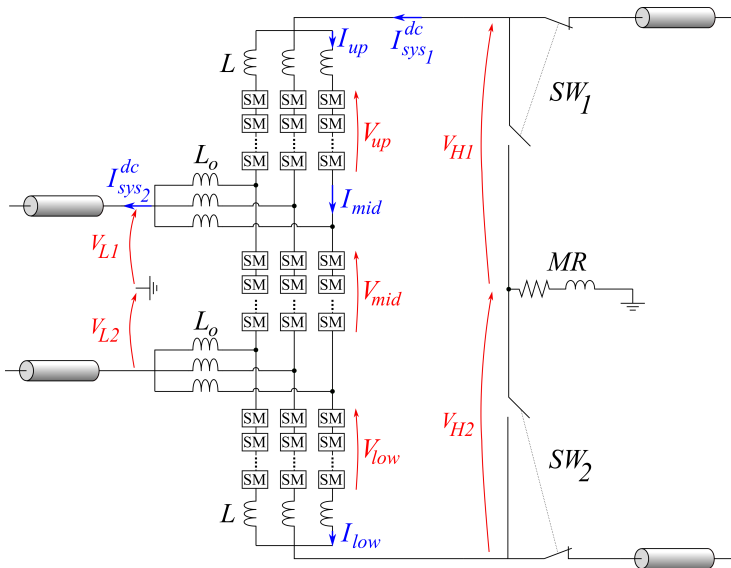 I_up
I^dc_sys1
L
SM SM SM
SM SM SM
SM SM SM
V_up
SW_1
V_H1
L_o
I^dc_sys2
I_mid
V_L1
V_L2
SM SM SM
SM SM SM
SM SM SM
V_mid
MR
L_o
V_H2
SM SM SM
SM SM SM
SM SM SM
V_low
SW_2
L
I_low